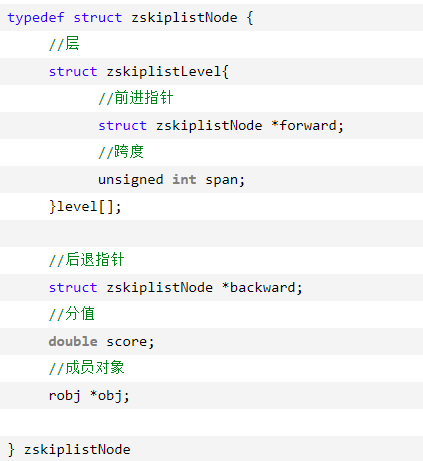 typedef struct zskiplistNode {
//层
struct zskiplistLevel{
//前进指针
struct zskiplistNode *forward;
//跨度
unsigned int span;
}level[];
//后退指针
struct zskiplistNode *backward;
//分值
double score;
//成员对象
robj *obj;
} zskiplistNode